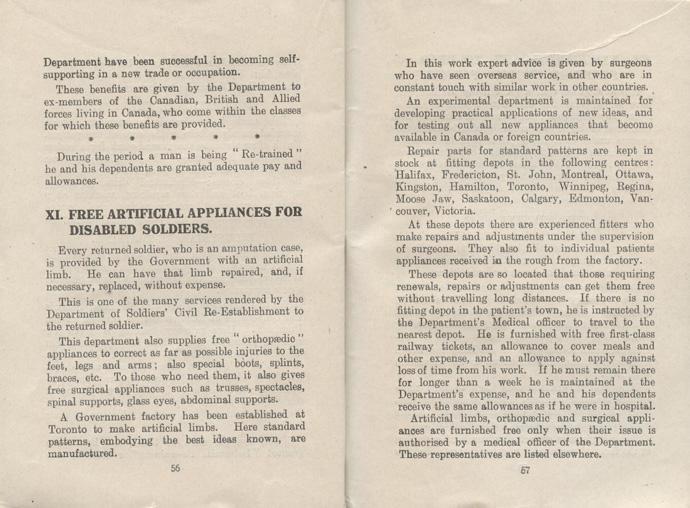 Department have been successful in becoming self-
supporting in a new trade or occupation.
These benefits are given by the Department to
ex-members of the Canadian, British and Allied
forces living in Canada, who come within the classes
for which these benefits are provided.
* * * * *
During the period a man is being " Re-trained "
he and his dependents are granted adequate pay and
allowances.
XI. FREE ARTIFICIAL APPLIANCES FOR
DISABLED SOLDIERS.
Every returned soldier, who is an amputation case,
is provided by the Government with an artificial
limb. He can have that limb repaired, and, if
necessary, replaced, without expense.
This is one of the many services rendered by the
Department of Soldiers' Civil Re-Establishment to
the returned soldier.
This department also supplies free " orthopædic "
appliances to correct as far as possible injuries to the
feet, legs and arms ; also special boots, splints,
braces, etc. To those who need them, it also gives
free surgical appliances such as trusses, spectacles,
spinal supports, glass eyes, abdominal supports.
A Government factory has been established at
Toronto to make artificial limbs. Here standard
patterns, embodying the best ideas known, are
manufactured.
56
In this work expert advice is given by surgeons
who have seen overseas service, and who are in
constant touch with similar work in other countries.
An experimental department is maintained for
developing practical applications of new ideas, and
for testing out all new appliances that become
available in Canada or foreign countries.
Repair parts for standard patterns are kept in
stock at fitting depots in the following centres :
Halifax, Fredericton, St. John, Montreal, Ottawa,
Kingston, Hamilton, Toronto, Winnipeg, Regina,
Moose Jaw, Saskatoon, Calgary, Edmonton, Van-
couver, Victoria.
At these depots there are experienced fitters who
make repairs and adjustments under the supervision
of surgeons. They also fit to individual patients
appliances received in the rough from the factory.
These depots are so located that those requiring
renewals, repairs or adjustments can get them free
without travelling long distances. If there is no
fitting depot in the patient's town, he is instructed by
the Department's Medical officer to travel to the
nearest depot. He is furnished with free first-class
railway tickets, an allowance to cover meals and
other expense, and an allowance to apply against
loss of time from his work. If he must remain there
for longer than a week he is maintained at the
Department's expense, and he and his dependents
receive the same allowances as if he were in hospital.
Artificial limbs, orthopædic and surgical appli-
ances are furnished free only when their issue is
authorised by a medical officer of the Department.
These representatives are listed elsewhere.
57